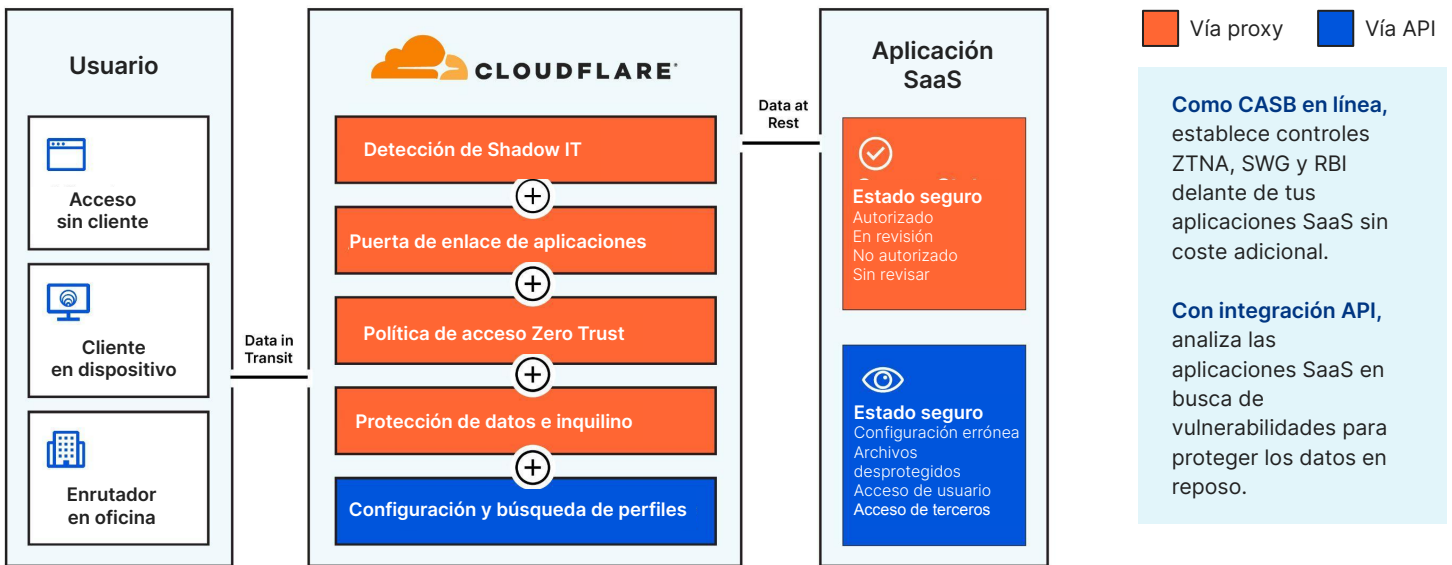 Usuario
Acceso
sin cliente
Cliente
en dispositivo
Enrutador
en oficina
Data in
Transit
CLOUDFLARE
Detección de Shadow IT
Puerta de enlace de aplicaciones
Política de acceso Zero Trust
Protección de datos e inquilino
Configuración y búsqueda de perfiles
Data at
Rest
Aplicación
SaaS
Estado seguro
Autorizado
En revisión
No autorizado
Sin revisar
Estado seguro
Configuración errónea
Archivos
desprotegidos
Acceso de usuario
Acceso de terceros
Vía proxy
Vía API
Como CASB en línea,
establece controles
ZTNA, SWG y RBI
delante de tus
aplicaciones SaaS sin
coste adicional.
Con integración API,
analiza las
aplicaciones SaaS en
busca de
vulnerabilidades para
proteger los datos en
reposo.